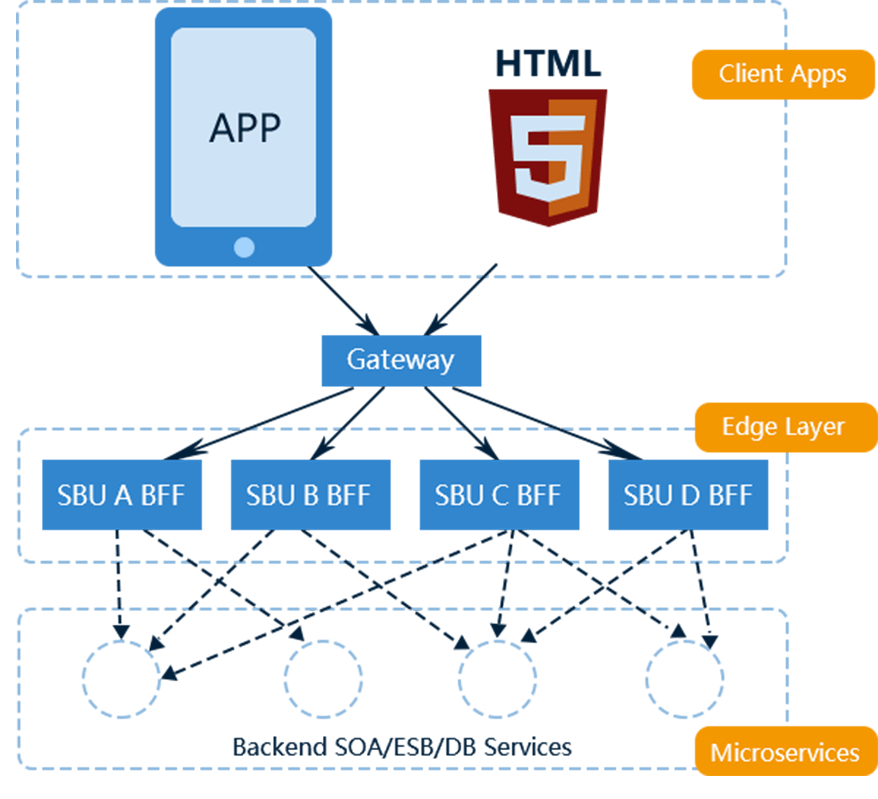 APP
HTML
5
Client Apps
Gateway
Edge Layer
SBU A BFF
SBU B BFF
SBU C BFF
SBU D BFF
Backend SOA/ESB/DB Services
Microservices